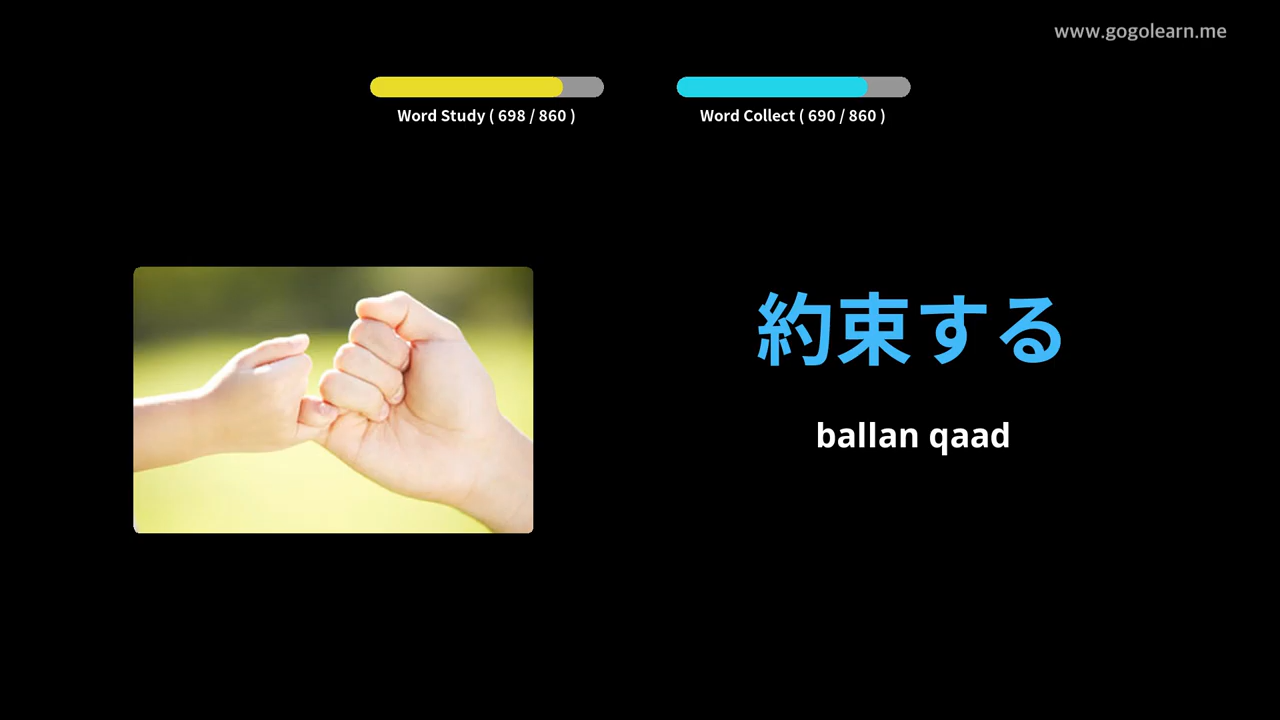 www.gogolearn.me
Word Study ( 698 / 860 )
Word Collect ( 690 / 860 )
約束する
ballan qaad